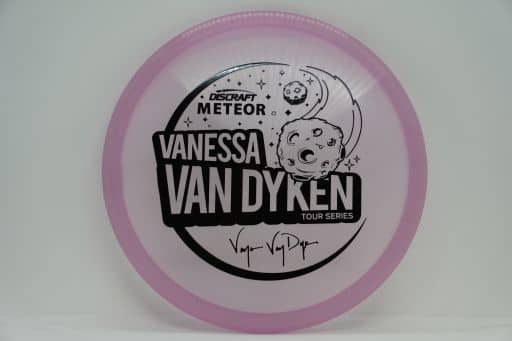 DISCRAFT
METEOR
VANESSA
VAN DYKEN
TOUR SERIES